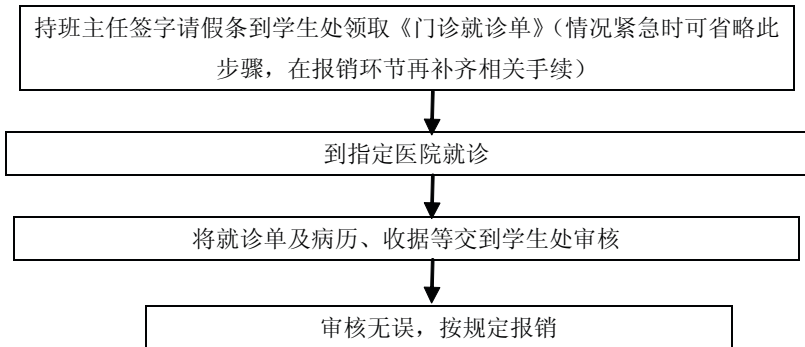 持班主任签字请假条到学生处领取《门诊就诊单》（情况紧急时可省略此
步骤，在报销环节再补齐相关手续）
到指定医院就诊
将就诊单及病历、收据等交到学生处审核
审核无误，按规定报销